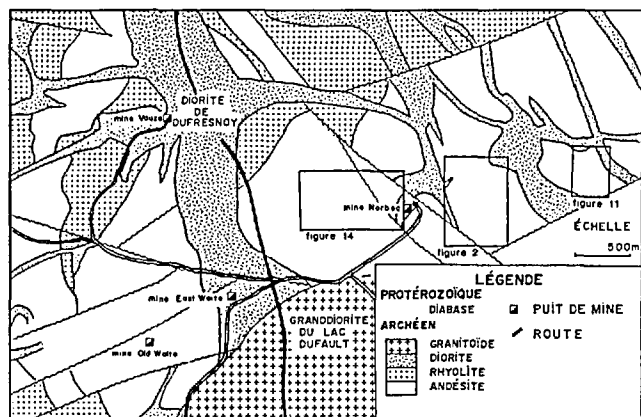 DIORITE
DE
DUFRESNOY
mine Vauze
mine Norbec
figure 14
figure 2
figure 11
ÉCHELLE
500m
mine East Waite
mine Old Waite
GRANODIORITE
DU LAC
DUFAULT
LÉGENDE
PROTÉROZOÏQUE
DIABASE
ARCHÉEN
GRANITOÏDE
DIORITE
RHYOLITE
ANDÉSITE
PUIT DE MINE
ROUTE